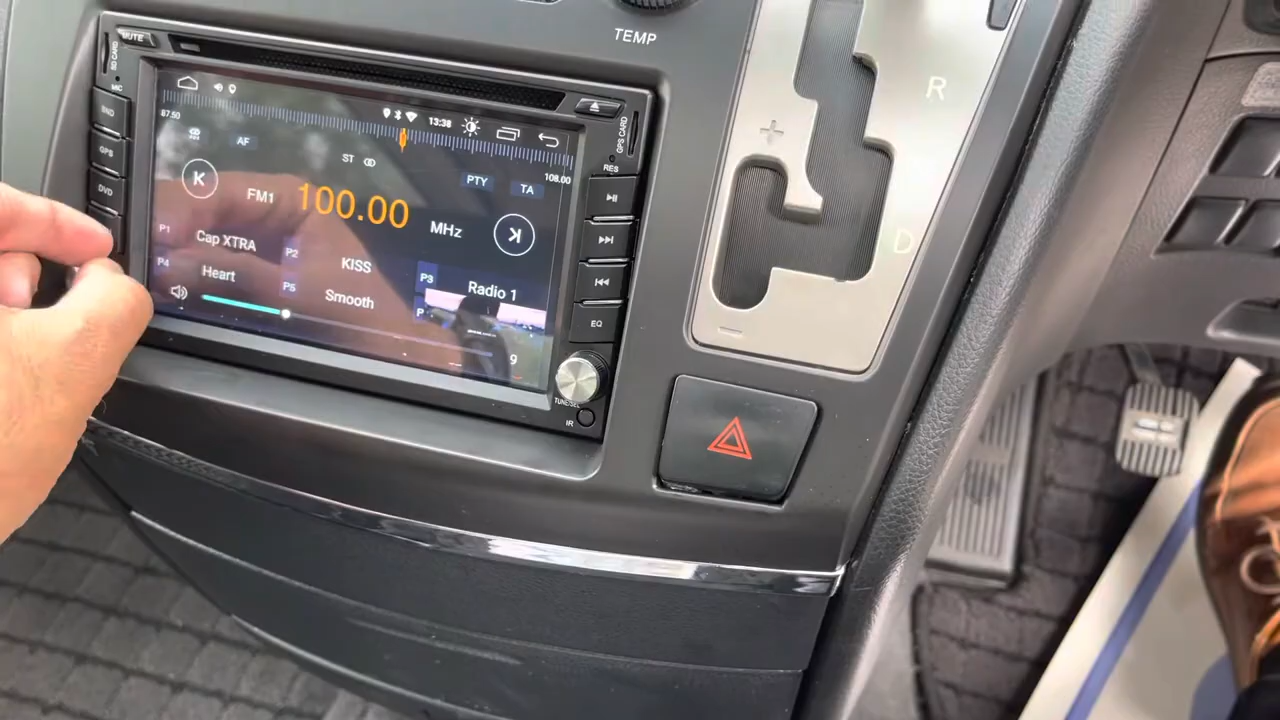 TEMP
MUTE
SD CARD
MIC
BND
GPS
DVD
GPS CARD
RES
EQ
TUNE/SEL
IR
13:38
87.50
108.00
AF
ST
PTY
TA
FM1
100.00
MHz
P1
Cap XTRA
P2
KISS
P3
Radio 1
P4
Heart
P5
Smooth
9
R
D
+
−